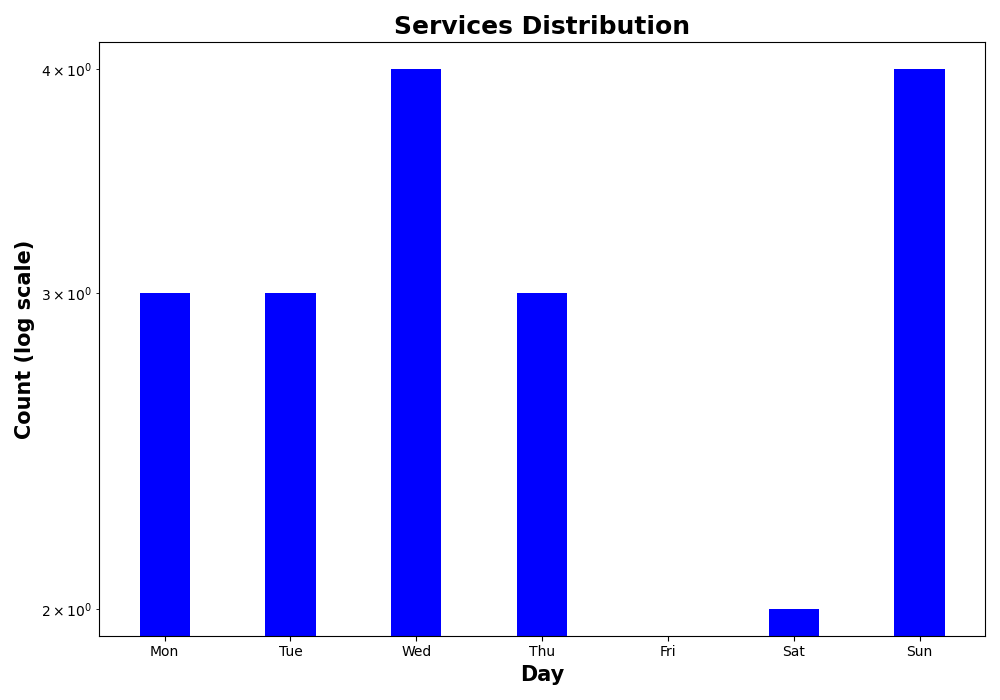 Services Distribution
Count (log scale)
4 × 10⁰
3 × 10⁰
2 × 10⁰
Mon Tue Wed Thu Fri Sat Sun
Day